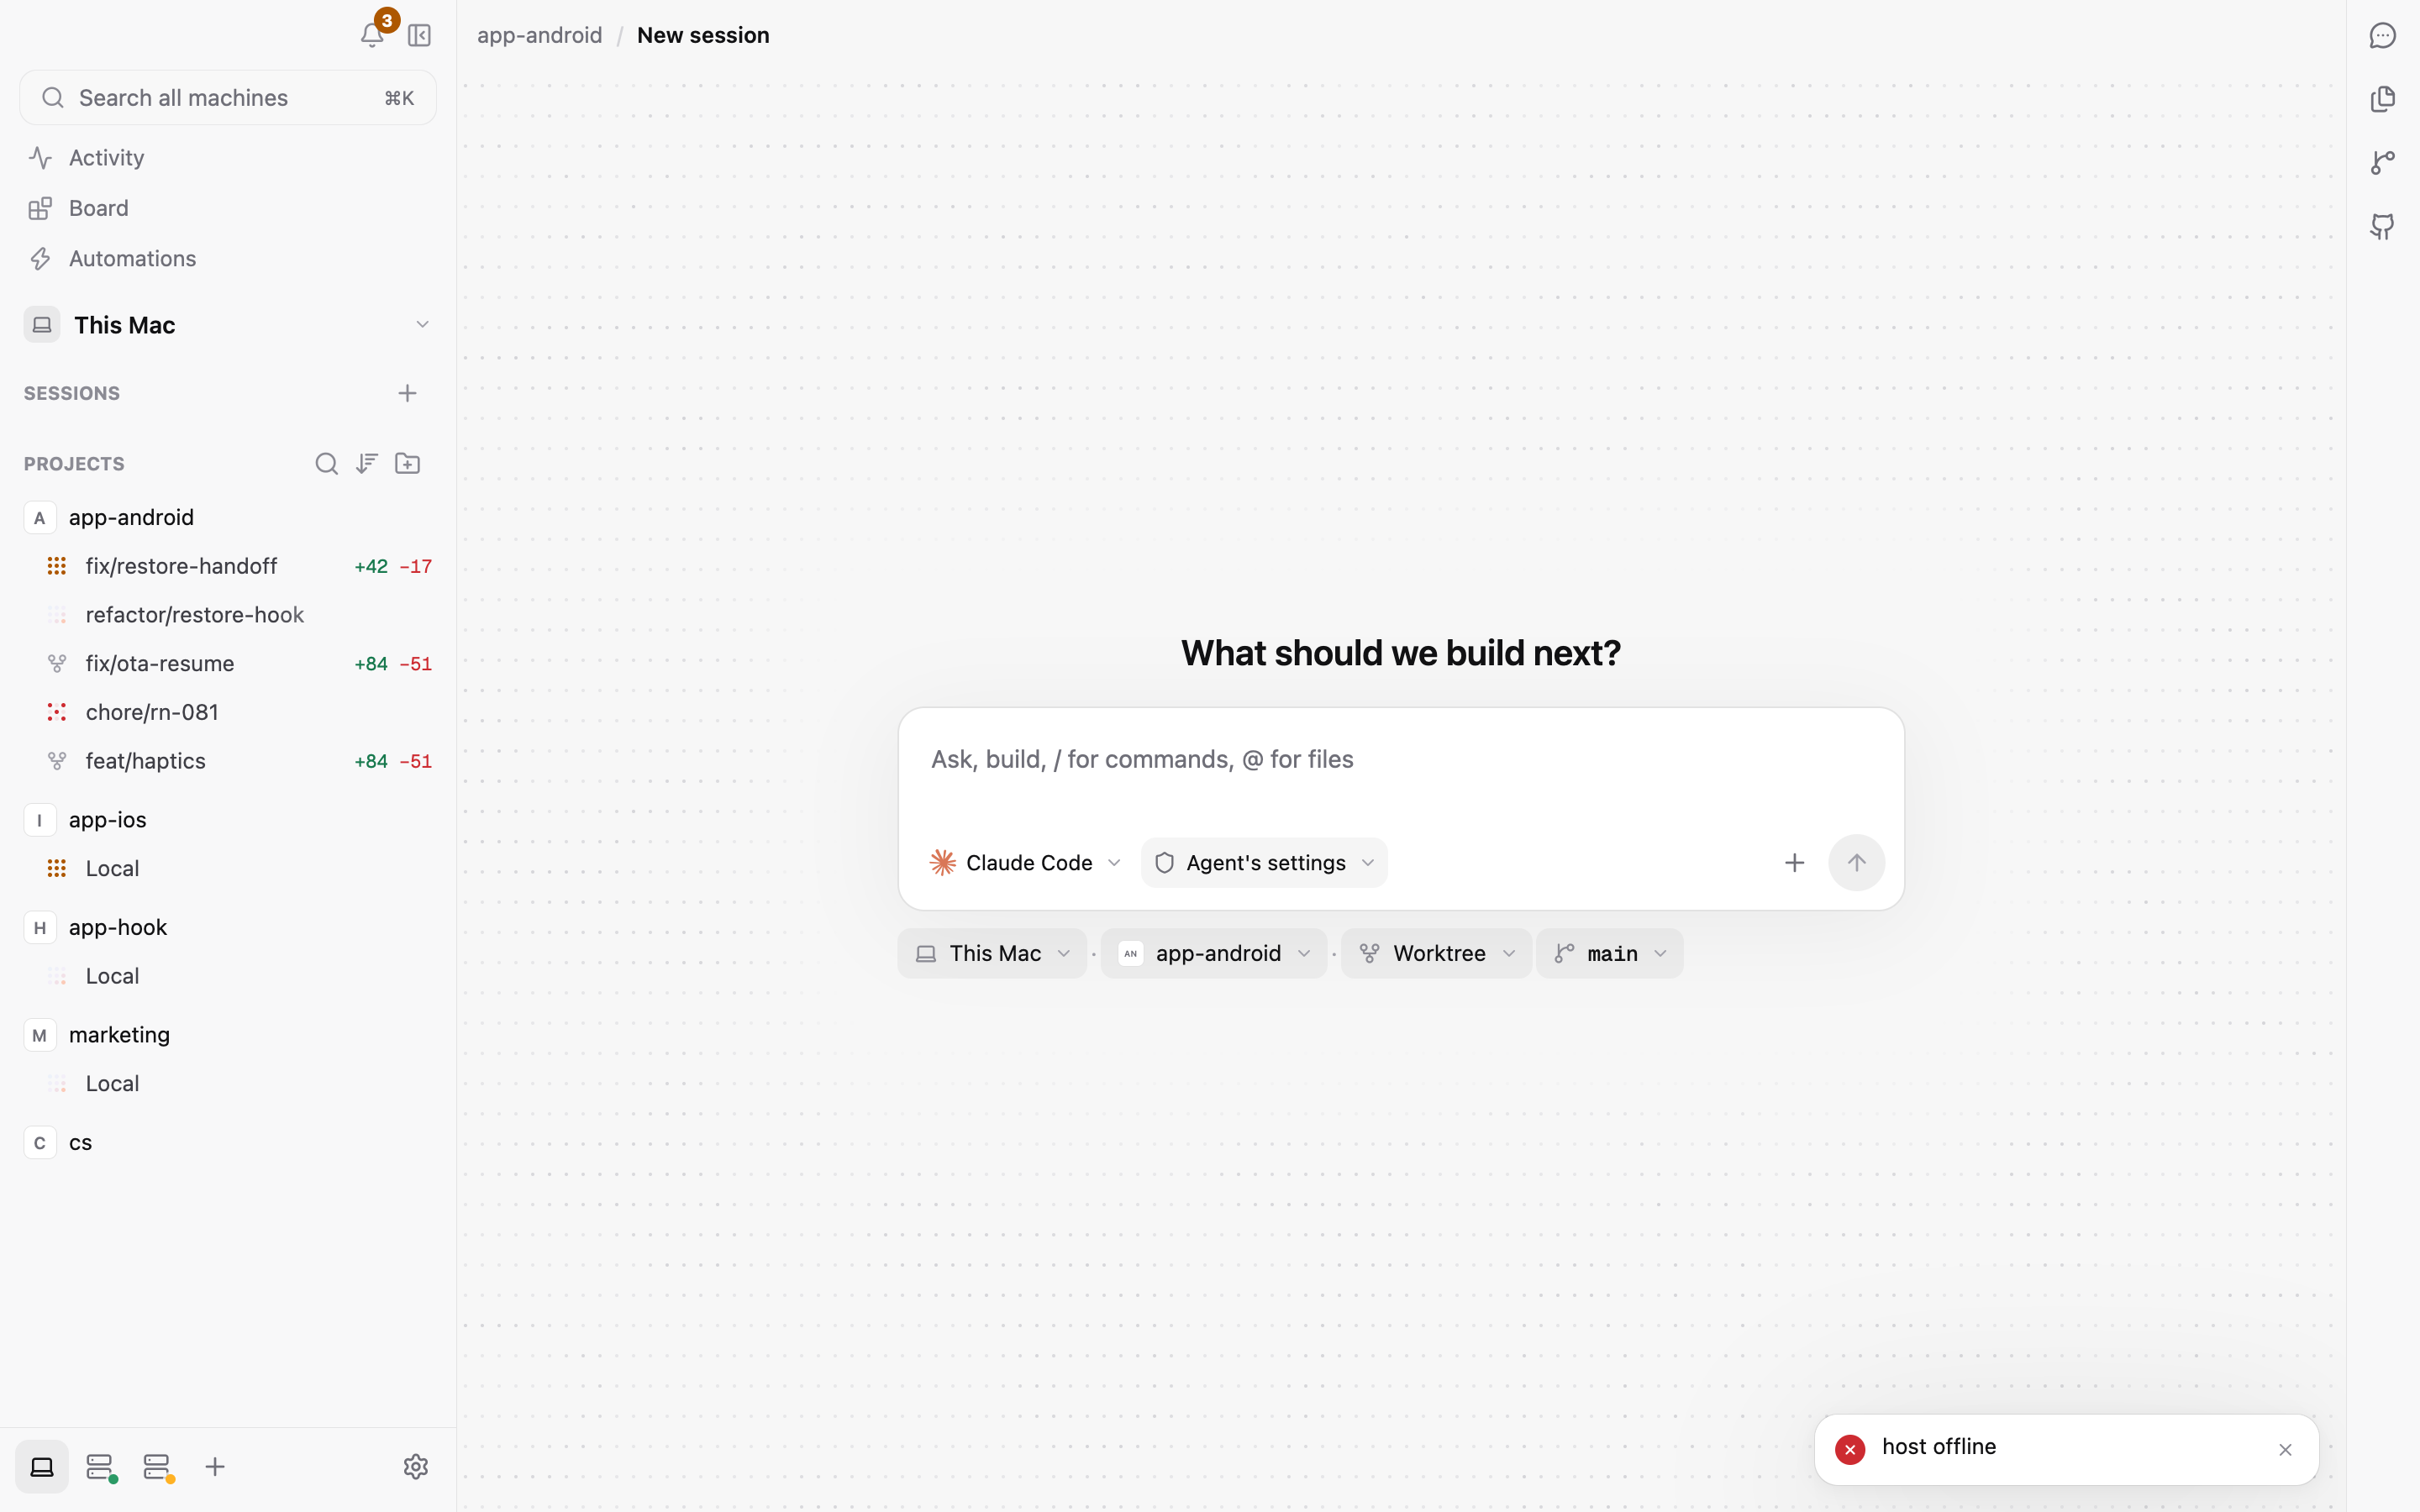 3
app-android / New session
Search all machines ⌘K
Activity
Board
Automations
This Mac
SESSIONS
PROJECTS
A app-android
fix/restore-handoff +42 −17
refactor/restore-hook
fix/ota-resume +84 −51
chore/rn-081
feat/haptics +84 −51
I app-ios
Local
H app-hook
Local
M marketing
Local
C cs
What should we build next?
Ask, build, / for commands, @ for files
Claude Code Agent's settings
This Mac · AN app-android · Worktree main
host offline